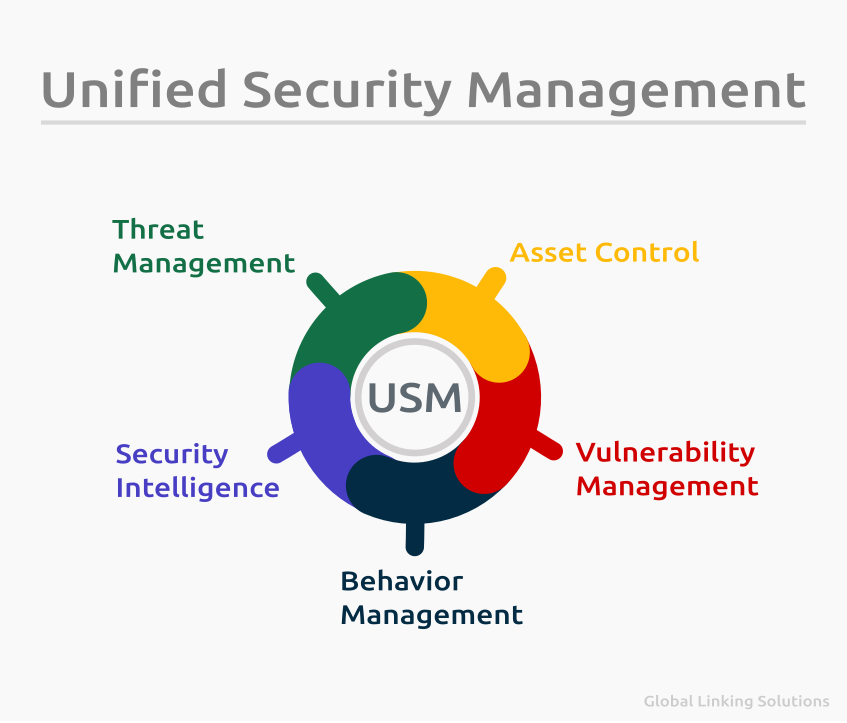 Unified Security Management
Threat
Management
Asset Control
USM
Security
Intelligence
Vulnerability
Management
Behavior
Management
Global Linking Solutions